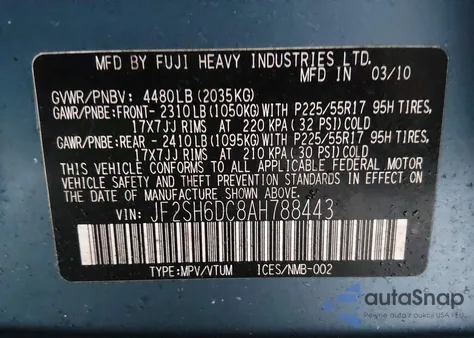 MFD BY FUJI HEAVY INDUSTRIES LTD.
MFD IN 03/10
GVWR/PNBV: 4480LB (2035KG)
GAWR/PNBE:FRONT- 2310LB (1050KG)WITH P225/55R17 95H TIRES,
17X7JJ RIMS AT 220 KPA (32 PSI)COLD
GAWR/PNBE:REAR - 2410LB (1095KG)WITH P225/55R17 95H TIRES,
17X7JJ RIMS AT 210 KPA (30 PSI)COLD
THIS VEHICLE CONFORMS TO ALL APPLICABLE FEDERAL MOTOR
VEHICLE SAFETY AND THEFT PREVENTION STANDARDS IN EFFECT ON
THE DATE OF MANUFACTURE SHOWN ABOVE.
VIN: JF2SH6DC8AH788443
TYPE:MPV/VTUM ICES/NMB-002
autoSnap
Pewne auta z USA i Kanady